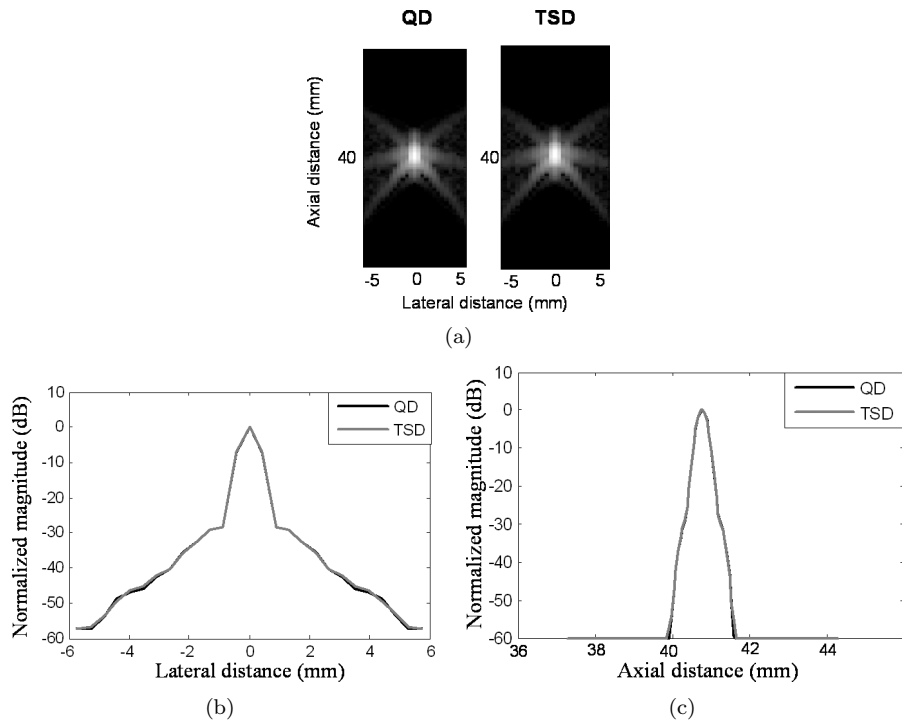 QD TSD
Axial distance (mm)
40 40
-5 0 5 -5 0 5
Lateral distance (mm)
(a)
Normalized magnitude (dB)
10
0
-10
-20
-30
-40
-50
-60
-6 -4 -2 0 2 4 6
Lateral distance (mm)
QD
TSD
(b)
Normalized magnitude (dB)
10
0
-10
-20
-30
-40
-50
-60
36 38 40 42 44
Axial distance (mm)
QD
TSD
(c)